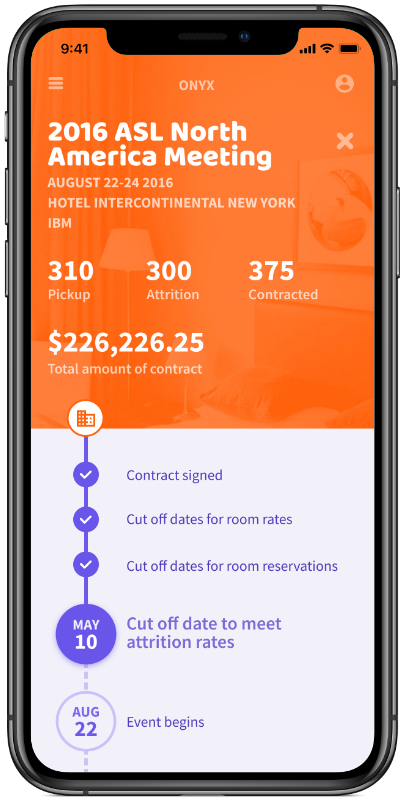 9:41
ONYX
2016 ASL North
America Meeting
AUGUST 22-24 2016
HOTEL INTERCONTINENTAL NEW YORK
IBM
310 300 375
Pickup Attrition Contracted
$226,226.25
Total amount of contract
Contract signed
Cut off dates for room rates
Cut off dates for room reservations
MAY
10
Cut off date to meet
attrition rates
AUG
22
Event begins